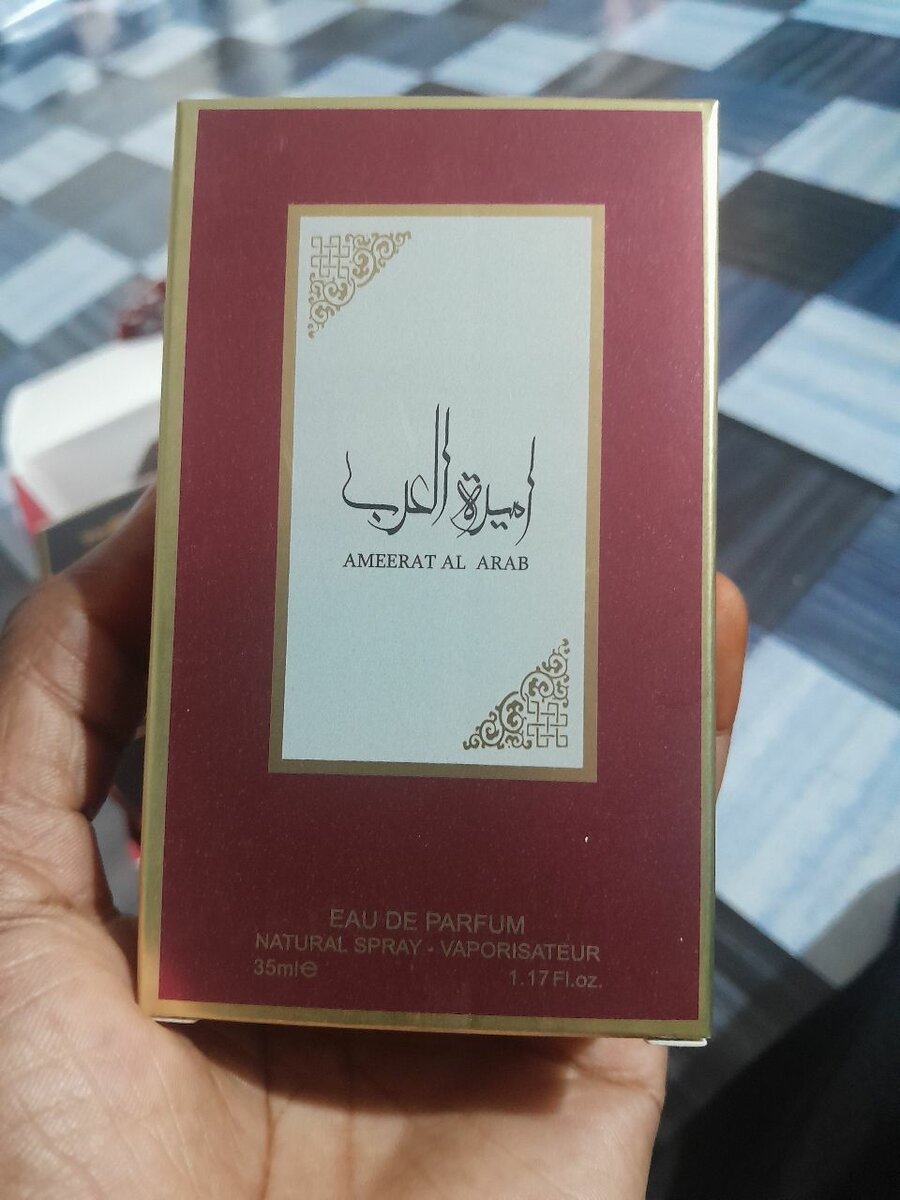 اميرة العرب
AMEERAT AL ARAB
EAU DE PARFUM
NATURAL SPRAY - VAPORISATEUR
35ml℮ 1.17 Fl.oz.